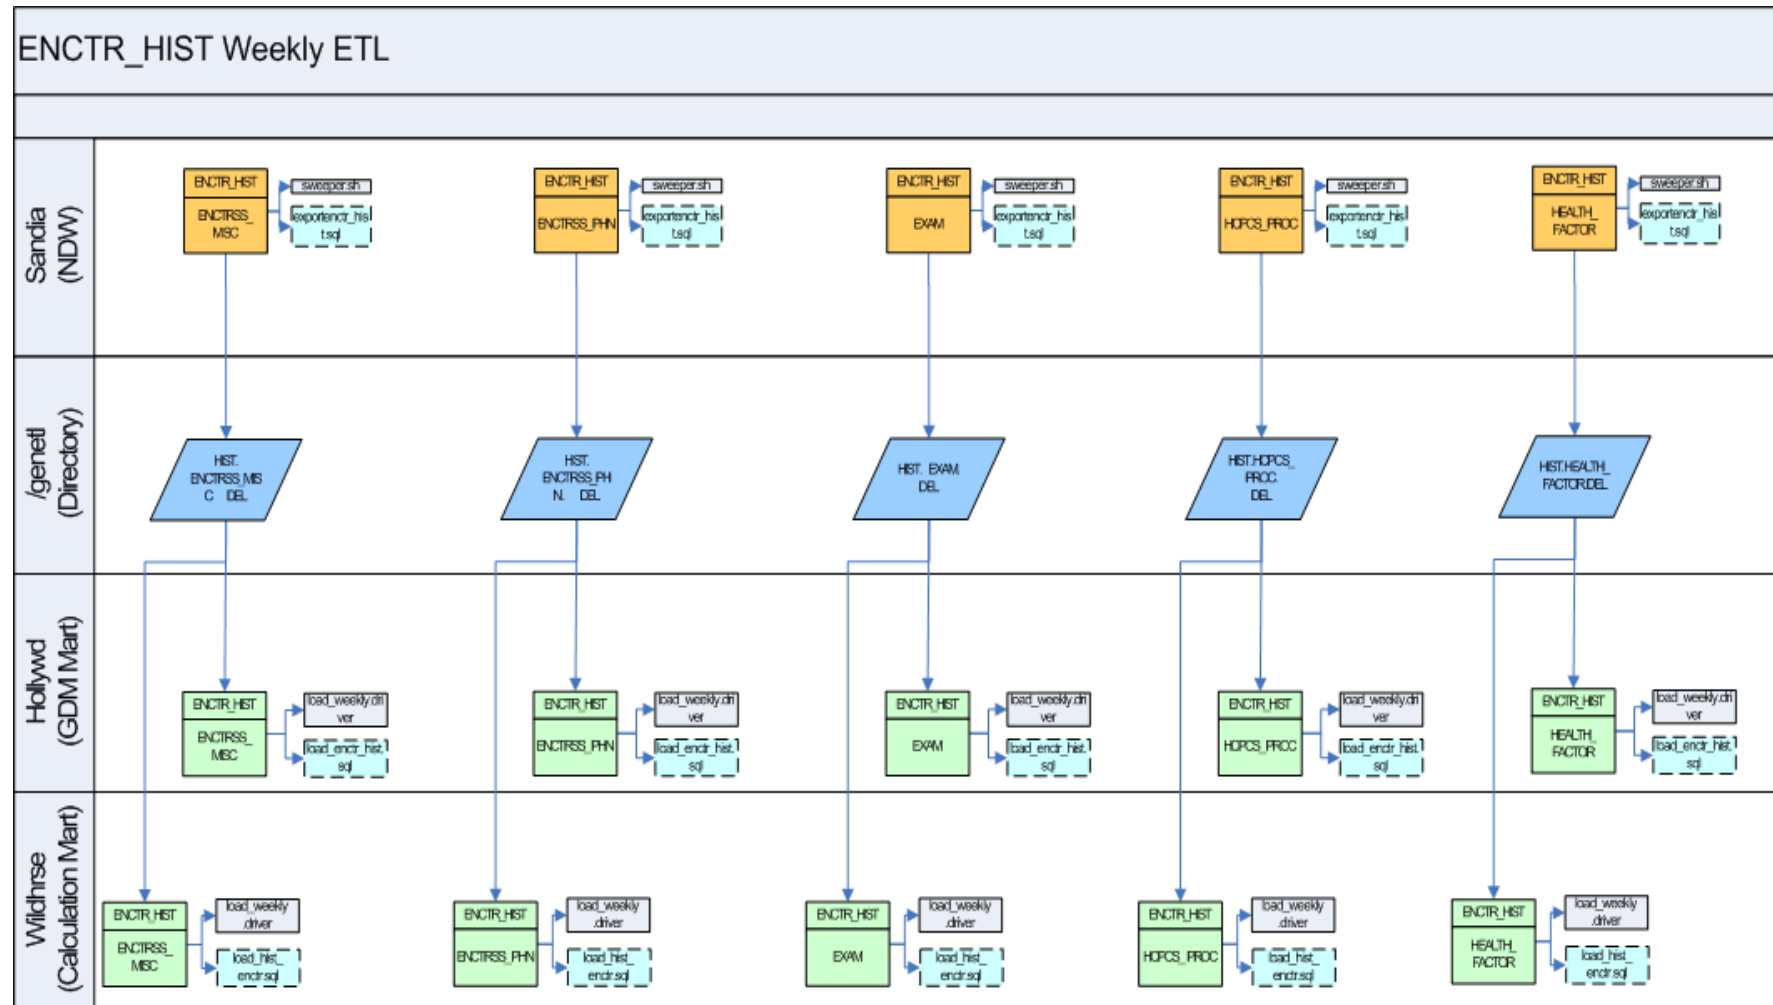 ENCTR_HIST Weekly ETL
Sandia
(NDW)
ENCTR_HIST
ENCTRSS_
MISC
sweeper.sh
exportenctr_his
t.sql
ENCTR_HIST
ENCTRSS_PHN
sweeper.sh
exportenctr_his
t.sql
ENCTR_HIST
EXAM
sweeper.sh
exportenctr_his
t.sql
ENCTR_HIST
HCPCS_PROC
sweeper.sh
exportenctr_his
t.sql
ENCTR_HIST
HEALTH_
FACTOR
sweeper.sh
exportenctr_his
t.sql
/genetl
(Directory)
HIST.
ENCTRSS_MIS
C DEL
HIST.
ENCTRSS_PH
N. DEL
HIST. EXAM.
DEL
HIST.HCPCS_
PROC.
DEL
HIST.HEALTH_
FACTOR.DEL
Hollywd
(GDM Mart)
ENCTR_HIST
ENCTRSS_
MISC
load_weekly.dri
ver
load_enctr_hist.
sql
ENCTR_HIST
ENCTRSS_PHN
load_weekly.dri
ver
load_enctr_hist.
sql
ENCTR_HIST
EXAM
load_weekly.dri
ver
load_enctr_hist.
sql
ENCTR_HIST
HCPCS_PROC
load_weekly.dri
ver
load_enctr_hist.
sql
ENCTR_HIST
HEALTH_
FACTOR
load_weekly.dri
ver
load_enctr_hist.
sql
Wildhrse
(Calculation Mart)
ENCTR_HIST
ENCTRSS_
MISC
load_weekly
.driver
load_hist_
enctr.sql
ENCTR_HIST
ENCTRSS_PHN
load_weekly
.driver
load_hist_
enctr.sql
ENCTR_HIST
EXAM
load_weekly
.driver
load_hist_
enctr.sql
ENCTR_HIST
HCPCS_PROC
load_weekly
.driver
load_hist_
enctr.sql
ENCTR_HIST
HEALTH_
FACTOR
load_weekly
.driver
load_hist_
enctr.sql